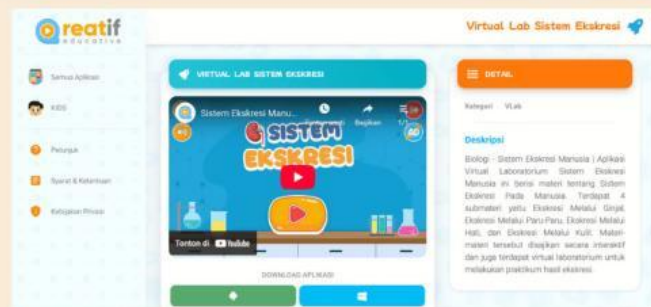 Creatif
educative
Virtual Lab Sistem Ekskresi
Semua Aplikasi
KIDS
Petunjuk
Syarat & Ketentuan
Kebijakan Privasi
VIRTUAL LAB SISTEM EKSKRESI
Sistem Ekskresi Manu...
Bagikan
1/1
SISTEM
EKSKRESI
Tonton di YouTube
DOWNLOAD APLIKASI
DETAIL
Kategori VLab
Deskripsi
Biologi - Sistem Ekskresi Manusia | Aplikasi
Virtual Laboratorium Sistem Ekskresi
Manusia ini berisi materi tentang Sistem
Ekskresi Pada Manusia. Terdapat 4
submateri yaitu Ekskresi Melalui Ginjal,
Ekskresi Melalui Paru-Paru, Ekskresi Melalui
Hati, dan Ekskresi Melalui Kulit. Materi-
materi tersebut disajikan secara interaktif
dan juga terdapat virtual laboratorium untuk
melakukan praktikum hasil ekskresi.